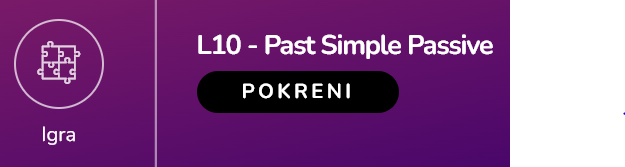 L10 - Past Simple Passive
POKRENI
Igra